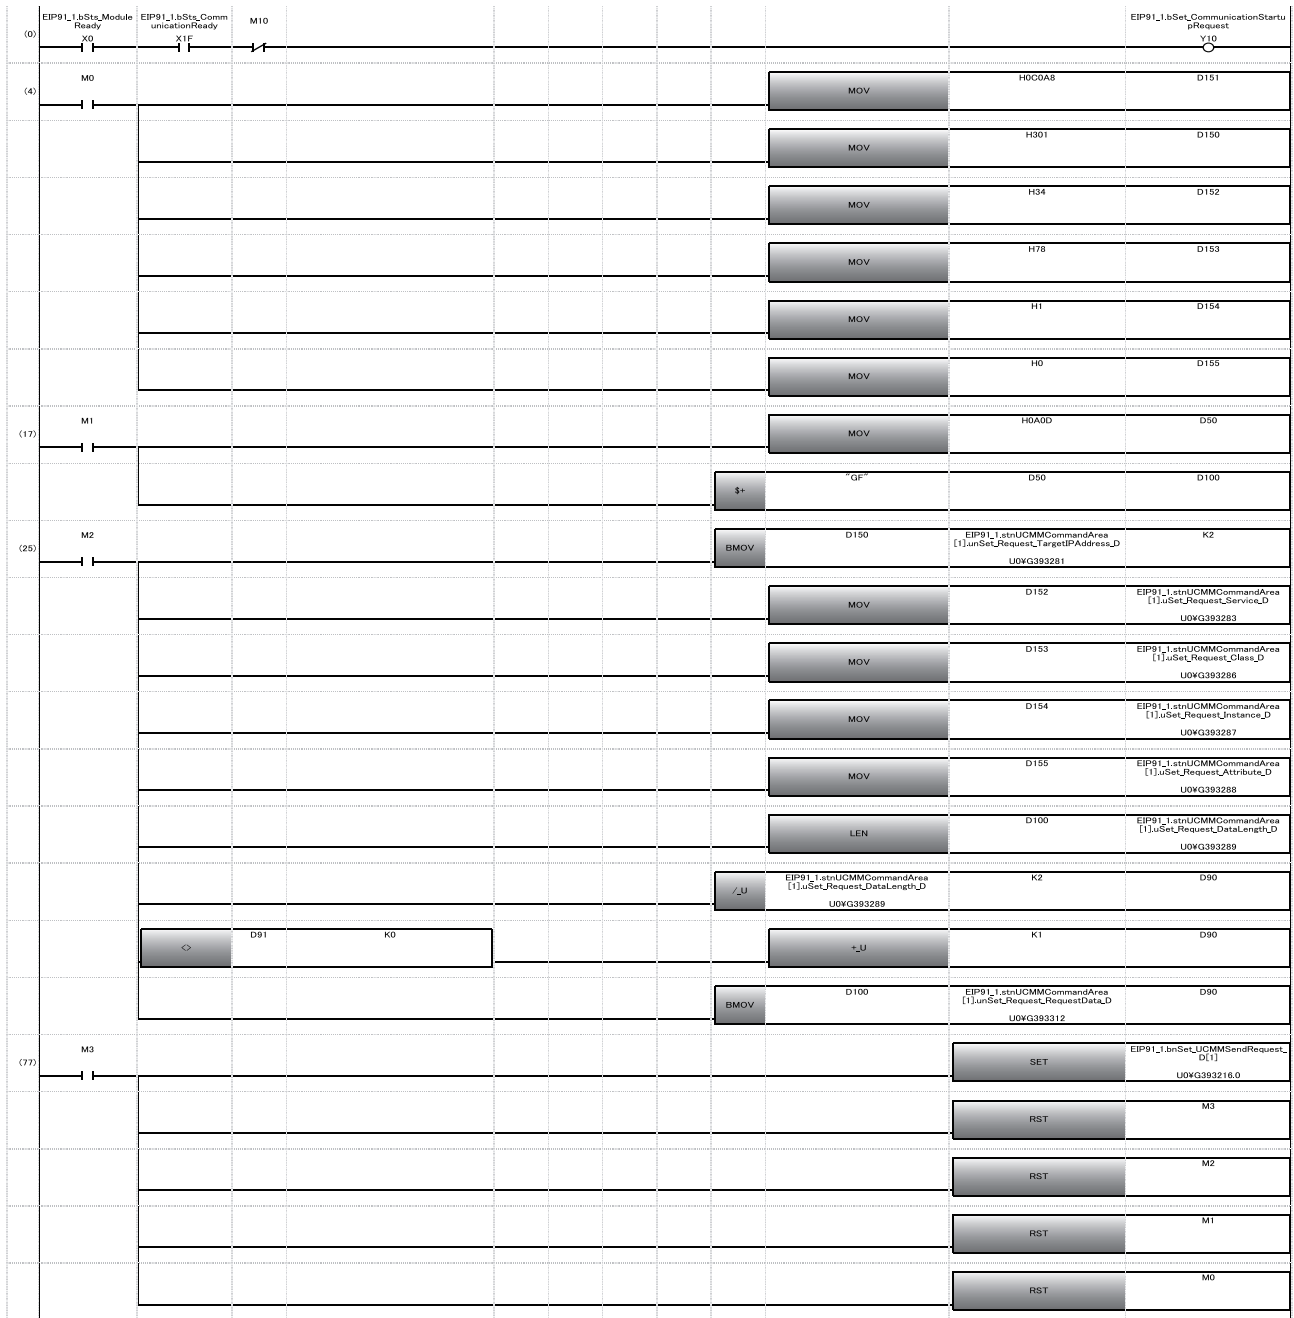 EIP91_1.bSts_Module
Ready
EIP91_1.bSts_Comm
unicationReady
M10
EIP91_1.bSet_CommunicationStartu
pRequest
(0)
X0
X1F
Y10
M0
(4)
MOV
H0C0A8
D151
MOV
H301
D150
MOV
H34
D152
MOV
H78
D153
MOV
H1
D154
MOV
H0
D155
M1
(17)
MOV
H0A0D
D50
$+
"GF"
D50
D100
M2
(25)
BMOV
D150
EIP91_1.stnUCMMCommandArea
[1].unSet_Request_TargetIPAddress_D
U0¥G393281
K2
MOV
D152
EIP91_1.stnUCMMCommandArea
[1].uSet_Request_Service_D
U0¥G393283
MOV
D153
EIP91_1.stnUCMMCommandArea
[1].uSet_Request_Class_D
U0¥G393286
MOV
D154
EIP91_1.stnUCMMCommandArea
[1].uSet_Request_Instance_D
U0¥G393287
MOV
D155
EIP91_1.stnUCMMCommandArea
[1].uSet_Request_Attribute_D
U0¥G393288
LEN
D100
EIP91_1.stnUCMMCommandArea
[1].uSet_Request_DataLength_D
U0¥G393289
/_U
EIP91_1.stnUCMMCommandArea
[1].uSet_Request_DataLength_D
U0¥G393289
K2
D90
<>
D91
K0
+_U
K1
D90
BMOV
D100
EIP91_1.stnUCMMCommandArea
[1].unSet_Request_RequestData_D
U0¥G393312
D90
M3
(77)
SET
EIP91_1.bnSet_UCMMSendRequest_
D[1]
U0¥G393216.0
RST
M3
RST
M2
RST
M1
RST
M0